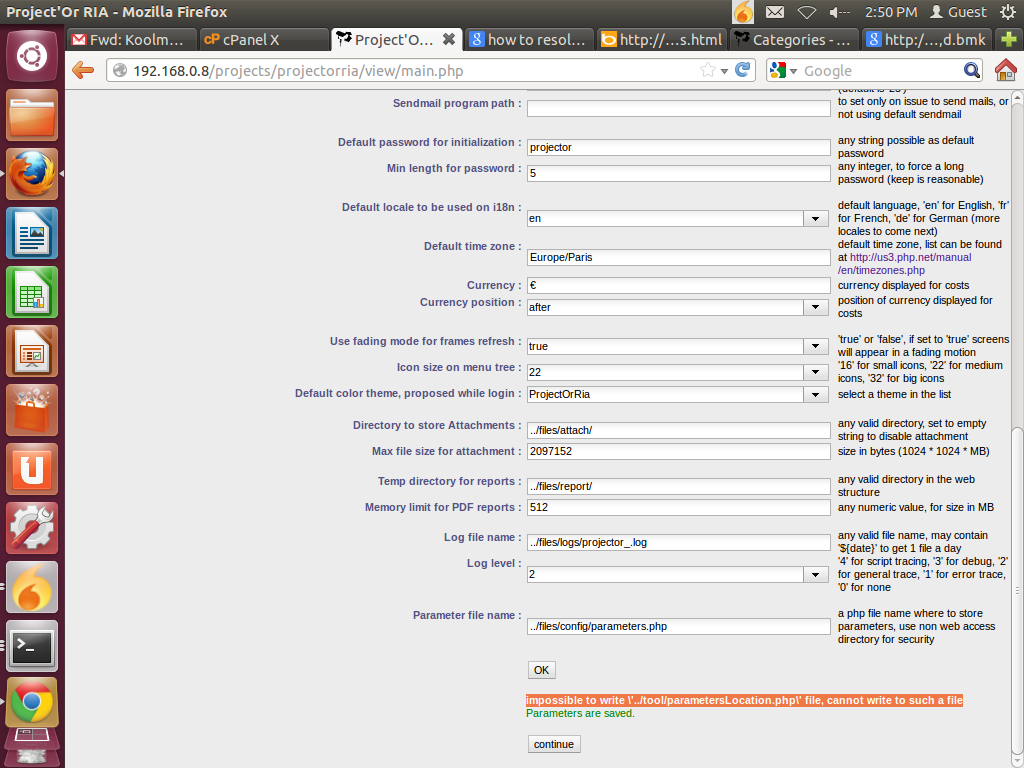 Project'Or RIA - Mozilla Firefox
2:50 PM Guest
Fwd: Koolm...
cPanel X
Project'O...
how to resol...
http://...s.html
Categories - ...
http:/...,d.bmk
192.168.0.8/projects/projectorria/view/main.php
Google
(default is '25')
Sendmail program path :
to set only on issue to send mails, or
not using default sendmail
Default password for initialization :
projector
any string possible as default
password
Min length for password :
5
any integer, to force a long
password (keep is reasonable)
Default locale to be used on i18n :
en
default language, 'en' for English, 'fr'
for French, 'de' for German (more
locales to come next)
Default time zone :
Europe/Paris
default time zone, list can be found
at http://us3.php.net/manual
/en/timezones.php
Currency :
€
currency displayed for costs
Currency position :
after
position of currency displayed for
costs
Use fading mode for frames refresh :
true
'true' or 'false', if set to 'true' screens
will appear in a fading motion
Icon size on menu tree :
22
'16' for small icons, '22' for medium
icons, '32' for big icons
Default color theme, proposed while login :
ProjectOrRia
select a theme in the list
Directory to store Attachments :
../files/attach/
any valid directory, set to empty
string to disable attachment
Max file size for attachment :
2097152
size in bytes (1024 * 1024 * MB)
Temp directory for reports :
../files/report/
any valid directory in the web
structure
Memory limit for PDF reports :
512
any numeric value, for size in MB
Log file name :
../files/logs/projector_.log
any valid file name, may contain
'${date}' to get 1 file a day
Log level :
2
'4' for script tracing, '3' for debug, '2'
for general trace, '1' for error trace,
'0' for none
Parameter file name :
../files/config/parameters.php
a php file name where to store
parameters, use non web access
directory for security
OK
impossible to write \'../tool/parametersLocation.php\' file, cannot write to such a file
Parameters are saved.
continue